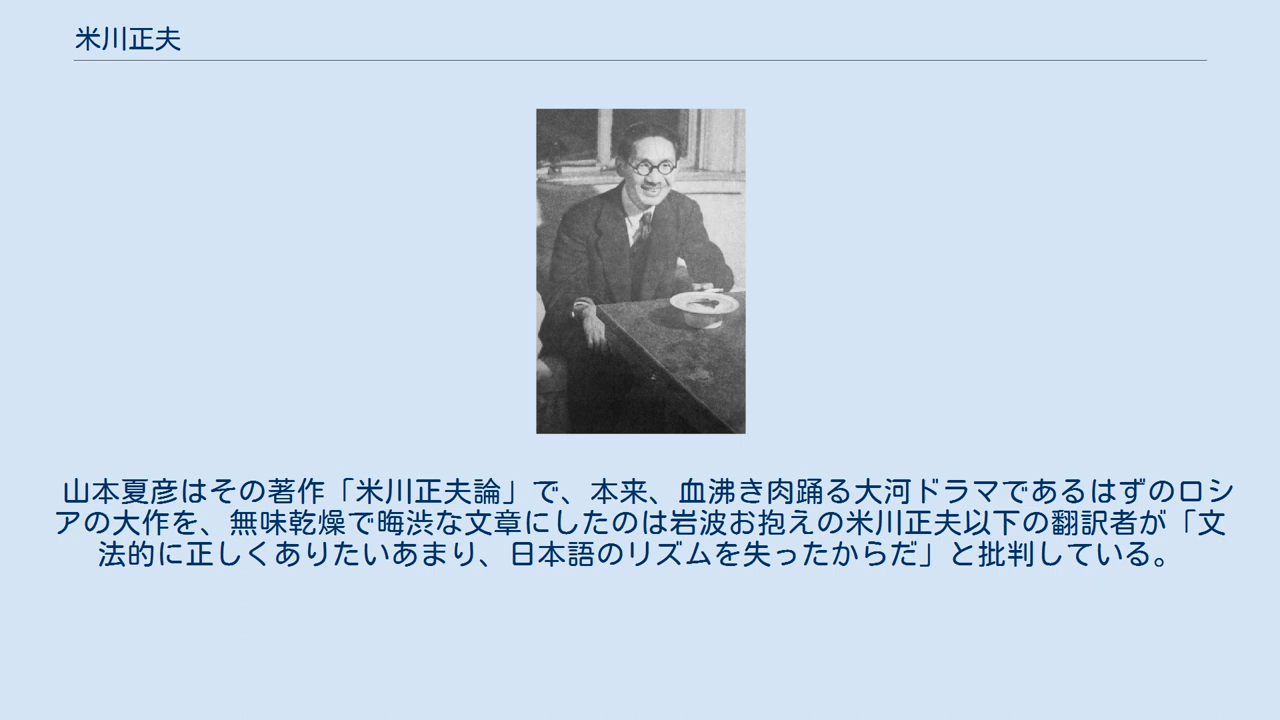 米川正夫
山本夏彦はその著作「米川正夫論」で、本来、血沸き肉踊る大河ドラマであるはずのロシ
アの大作を、無味乾燥で晦渋な文章にしたのは岩波お抱えの米川正夫以下の翻訳者が「文
法的に正しくありたいあまり、日本語のリズムを失ったからだ」と批判している。